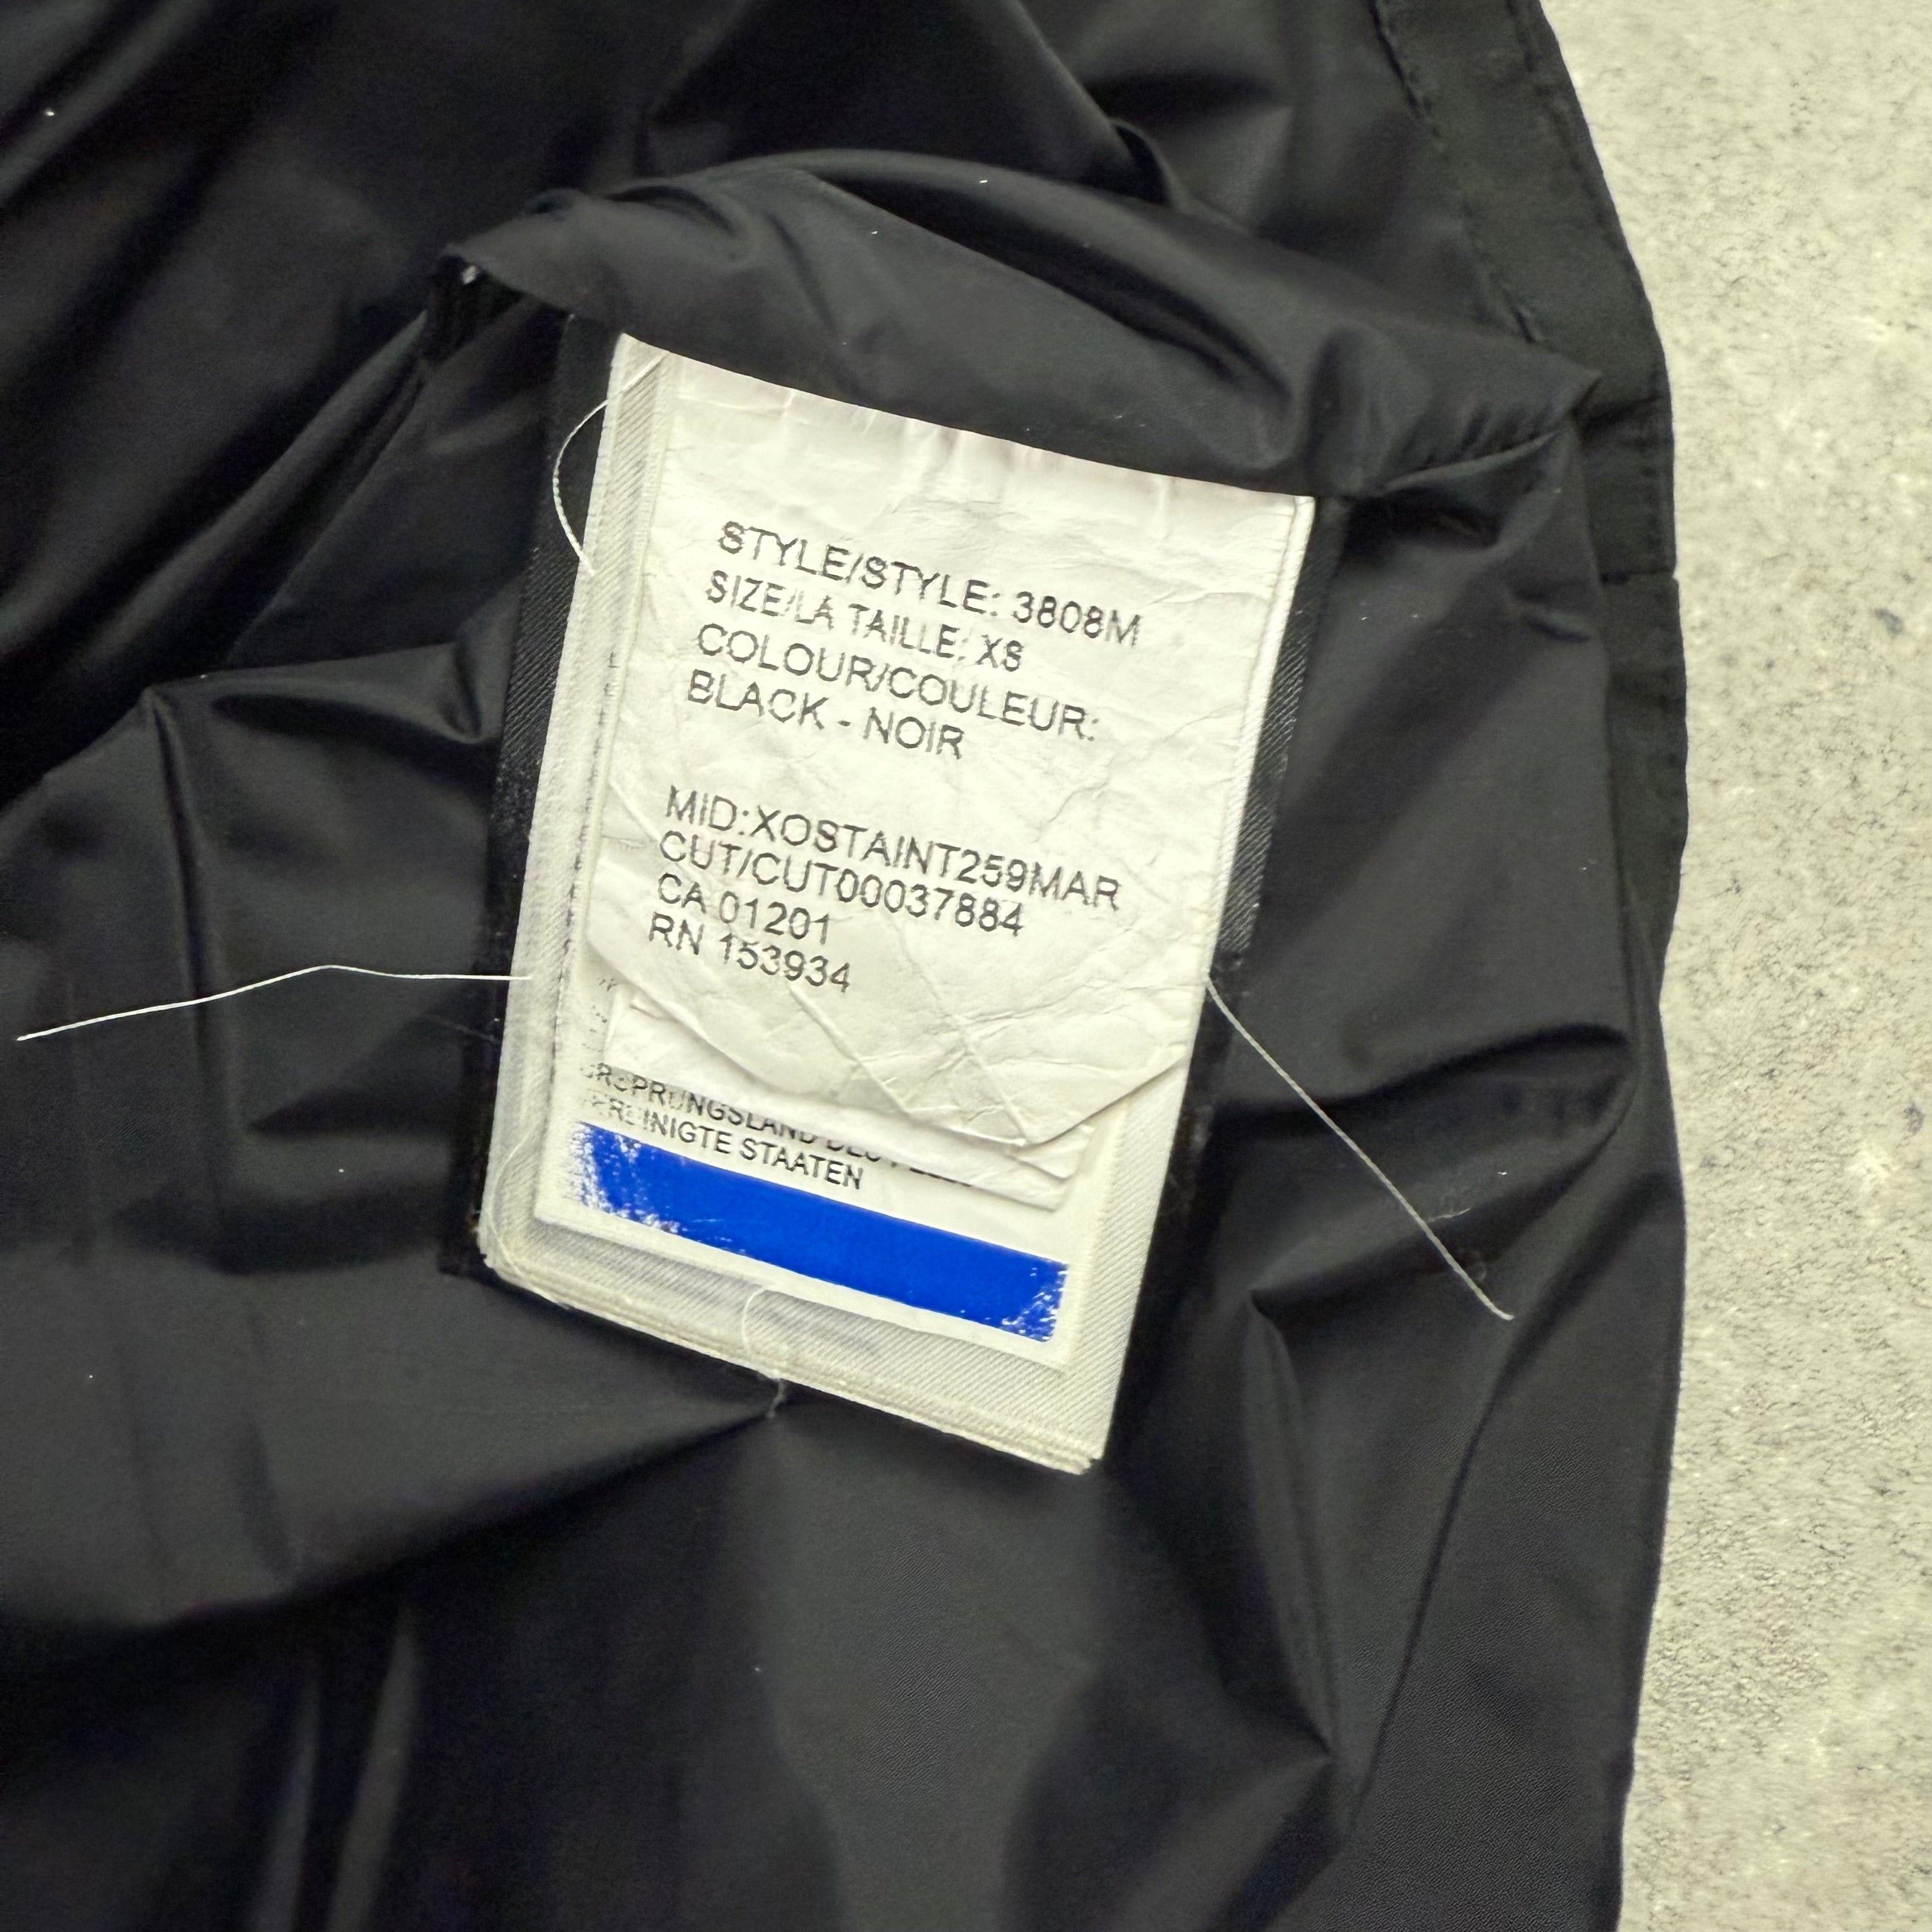 STYLE/STYLE: 3808M
SIZE/LA TAILLE: XS
COLOUR/COULEUR:
BLACK - NOIR
MID:XOSTAINT259MAR
CUT/CUT00037884
CA 01201
RN 153934
STAATEN